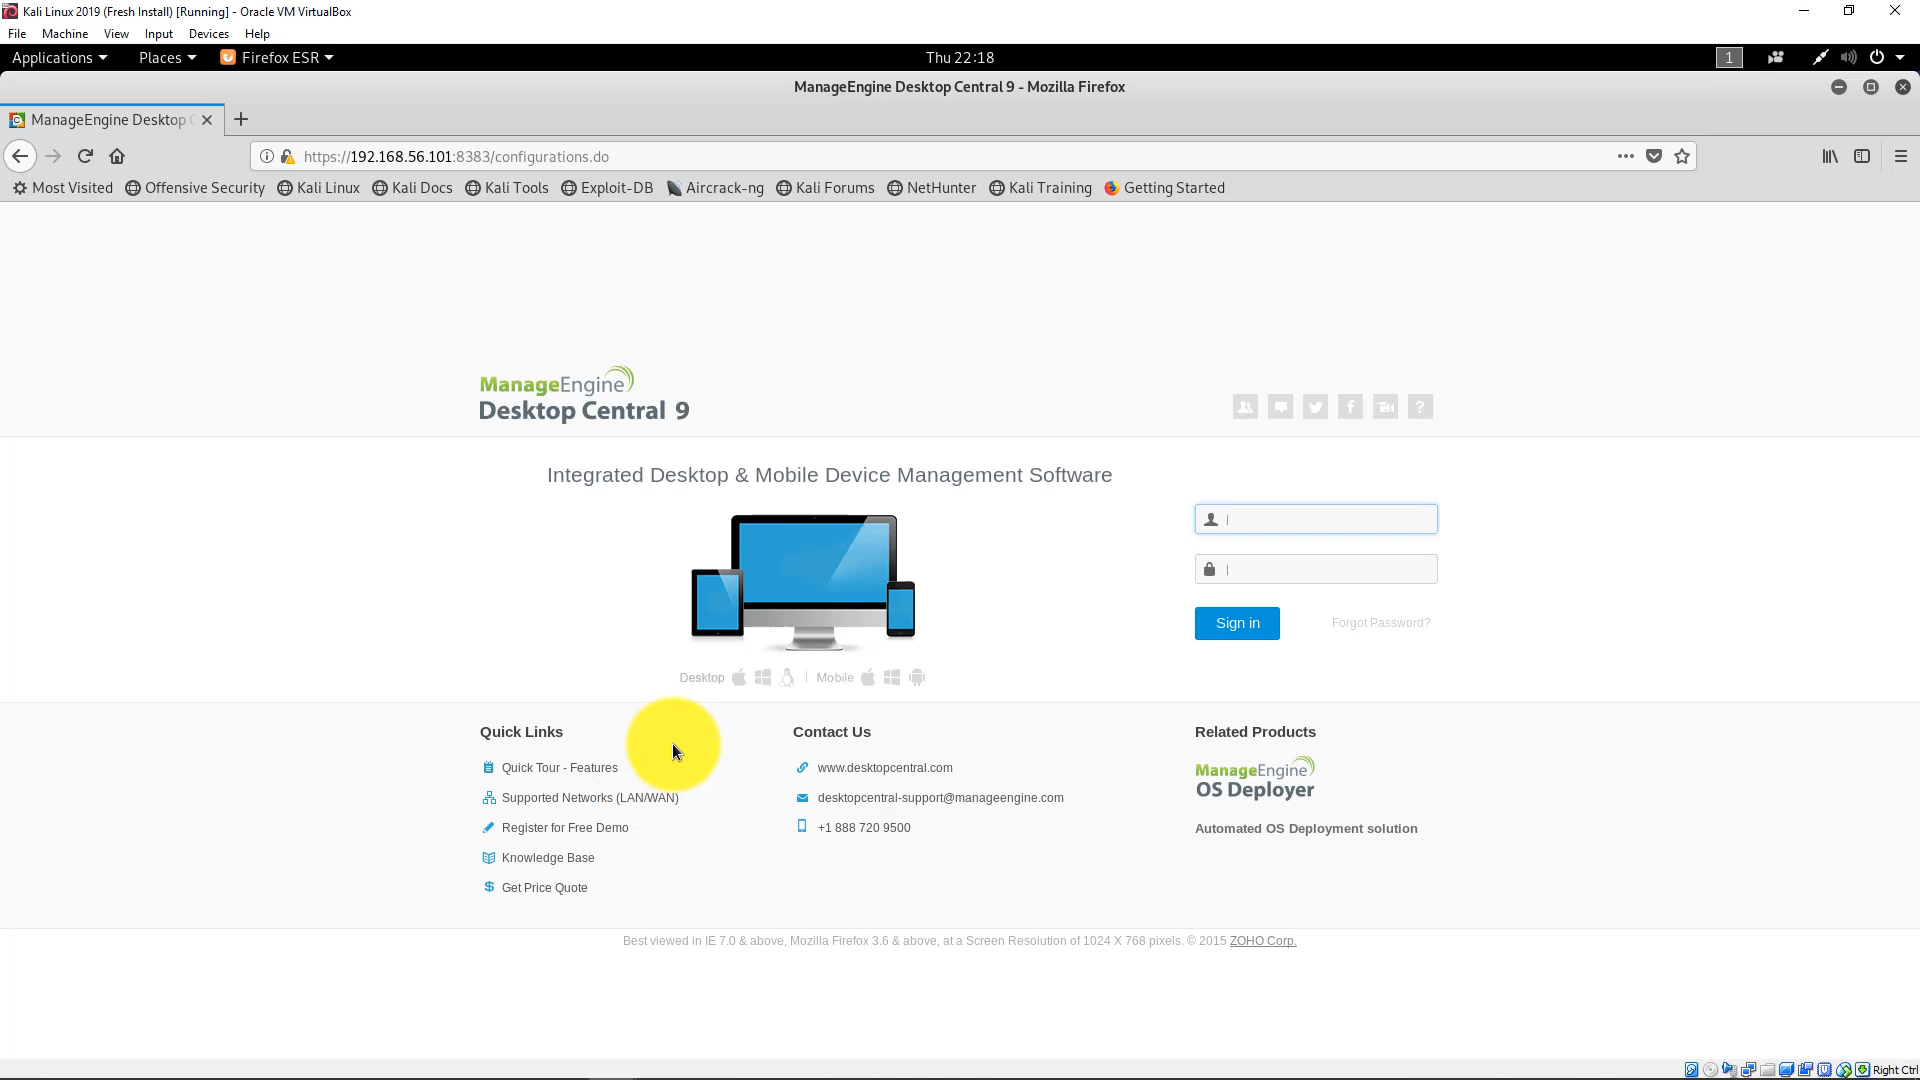 Kali Linux 2019 (Fresh Install) [Running] - Oracle VM VirtualBox
File Machine View Input Devices Help
Applications Places Firefox ESR Thu 22:18 1
ManageEngine Desktop Central 9 - Mozilla Firefox
ManageEngine Desktop C
https://192.168.56.101:8383/configurations.do
Most Visited Offensive Security Kali Linux Kali Docs Kali Tools Exploit-DB Aircrack-ng Kali Forums NetHunter Kali Training Getting Started
ManageEngine
Desktop Central 9
Integrated Desktop & Mobile Device Management Software
Sign in Forgot Password?
Desktop | Mobile
Quick Links
Quick Tour - Features
Supported Networks (LAN/WAN)
Register for Free Demo
Knowledge Base
Get Price Quote
Contact Us
www.desktopcentral.com
desktopcentral-support@manageengine.com
+1 888 720 9500
Related Products
ManageEngine
OS Deployer
Automated OS Deployment solution
Best viewed in IE 7.0 & above, Mozilla Firefox 3.6 & above, at a Screen Resolution of 1024 X 768 pixels. © 2015 ZOHO Corp.
Right Ctrl